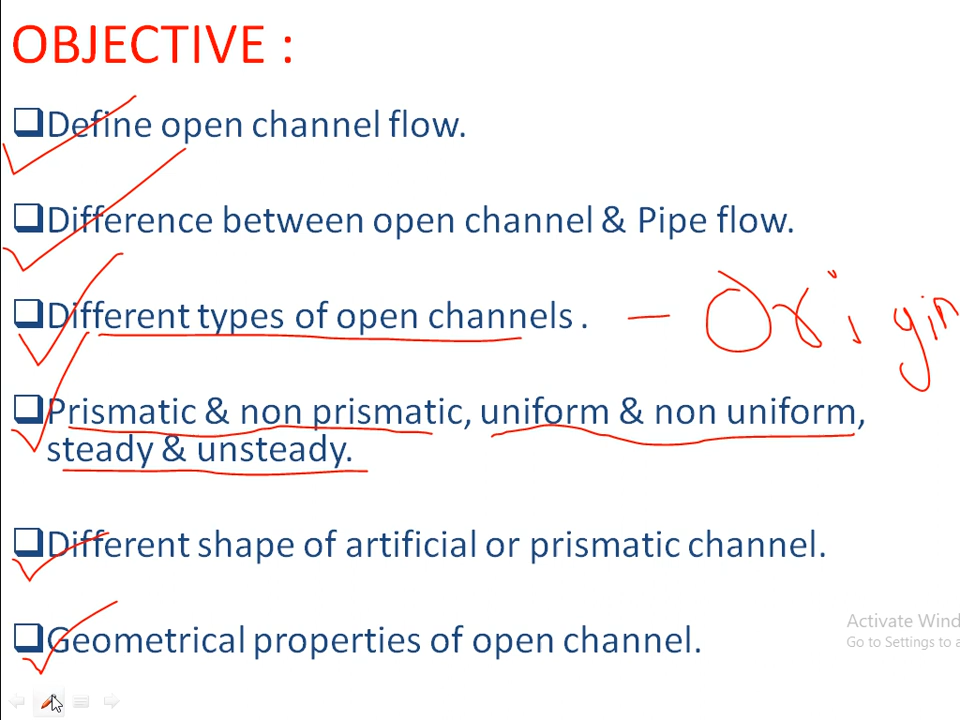 OBJECTIVE :
Define open channel flow.
Difference between open channel & Pipe flow.
Different types of open channels . – Origin
Prismatic & non prismatic, uniform & non uniform,
steady & unsteady.
Different shape of artificial or prismatic channel.
Geometrical properties of open channel.
Activate Wind
Go to Settings to a